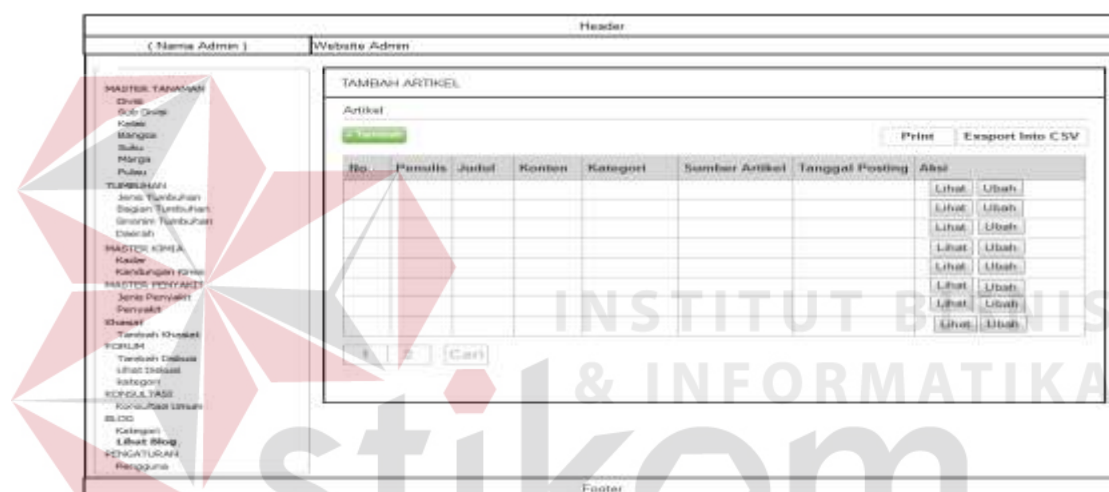 Header
( Nama Admin )
Website Admin
MASTER TANAMAN
Divisi
Sub Divisi
Kelas
Bangsa
Suku
Marga
Pulau
TUMBUHAN
Jenis Tumbuhan
Bagian Tumbuhan
Sinonim Tumbuhan
Daerah
MASTER KIMIA
Kadar
Kandungan Kimia
MASTER PENYAKIT
Jenis Penyakit
Penyakit
Khasiat
Tambah Khasiat
FORUM
Tambah Diskusi
Lihat Diskusi
kategori
KONSULTASI
Konsultasi Umum
BLOG
Kategori
Lihat Blog
PENGATURAN
Pengguna
TAMBAH ARTIKEL
Artikel
+ Tambah
Print Exsport Into CSV
No. Penulis Judul Konten Kategori Sumber Artikel Tanggal Posting Aksi
Lihat Ubah
Lihat Ubah
Lihat Ubah
Lihat Ubah
Lihat Ubah
Lihat Ubah
Lihat Ubah
Lihat Ubah
1 2 Cari
INSTITUT BISNIS
& INFORMATIKA
stikom
Footer